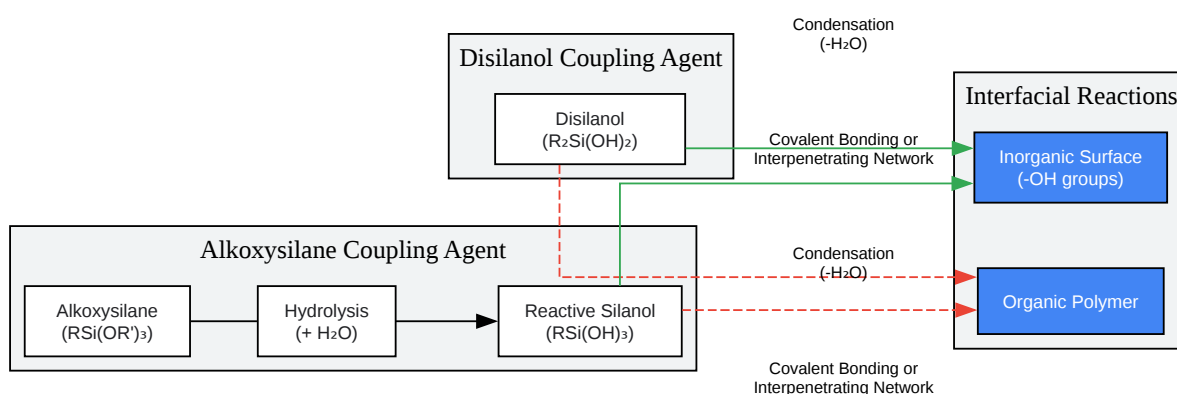 Condensation
(-H₂O)
Disilanol Coupling Agent
Interfacial Reactions
Disilanol
(R₂Si(OH)₂)
Covalent Bonding or
Interpenetrating Network
Inorganic Surface
(-OH groups)
Alkoxysilane Coupling Agent
Condensation
(-H₂O)
Alkoxysilane
(RSi(OR')₃)
Hydrolysis
(+ H₂O)
Reactive Silanol
(RSi(OH)₃)
Organic Polymer
Covalent Bonding or
Interpenetrating Network